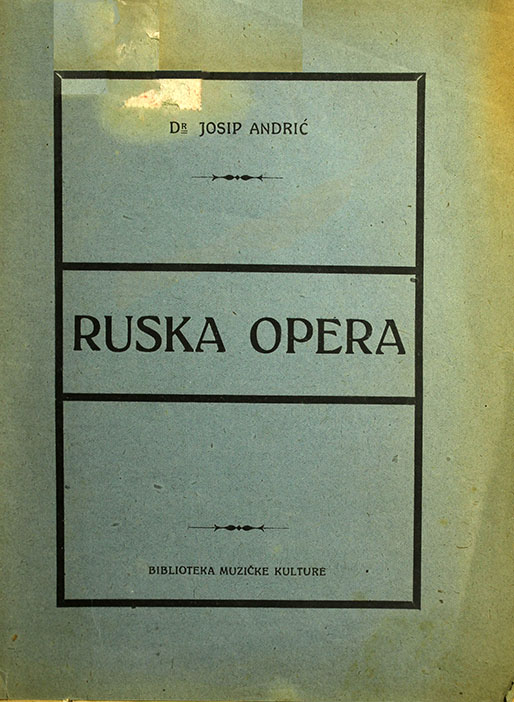 Dr JOSIP ANDRIĆ
RUSKA OPERA
BIBLIOTEKA MUZIČKE KULTURE